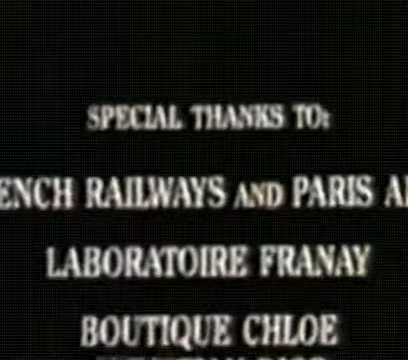 SPECIAL THANKS TO:
ENCH RAILWAYS AND PARIS A
LABORATOIRE FRANAY
BOUTIQUE CHLOE